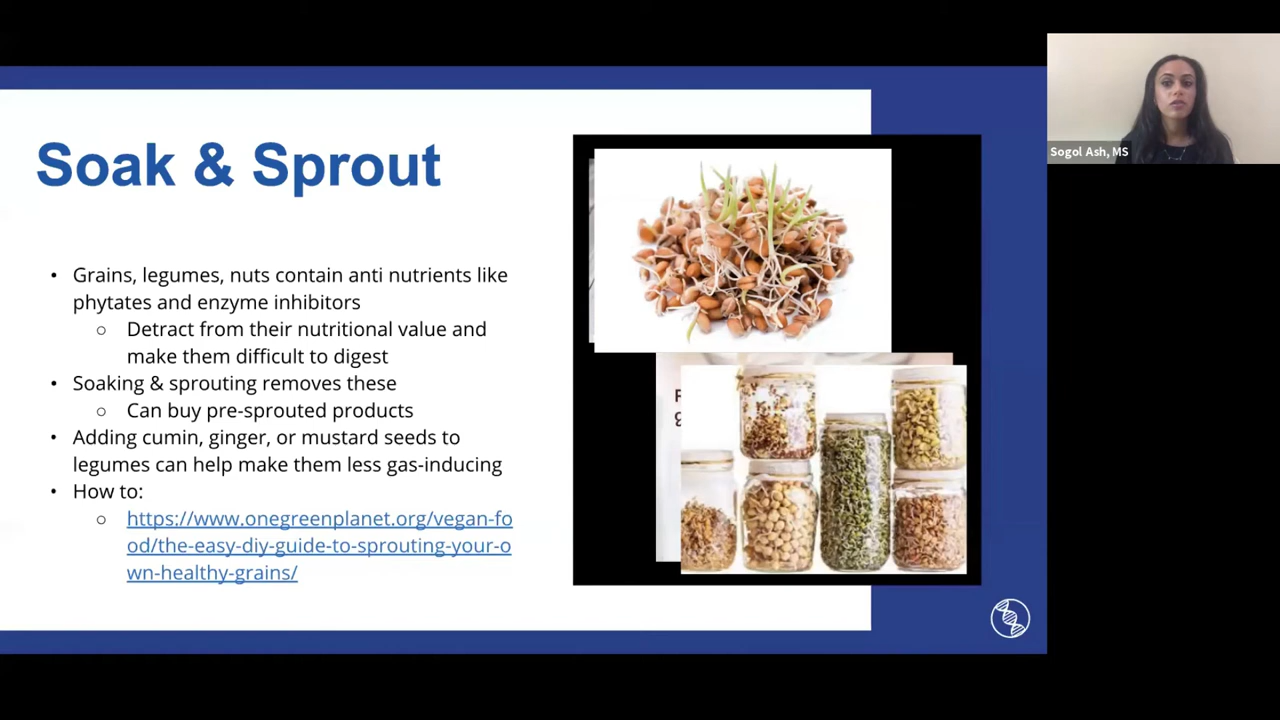 Soak & Sprout
• Grains, legumes, nuts contain anti nutrients like
phytates and enzyme inhibitors
○ Detract from their nutritional value and
make them difficult to digest
• Soaking & sprouting removes these
○ Can buy pre-sprouted products
• Adding cumin, ginger, or mustard seeds to
legumes can help make them less gas-inducing
• How to:
○ https://www.onegreenplanet.org/vegan-fo
od/the-easy-diy-guide-to-sprouting-your-o
wn-healthy-grains/
Sogol Ash, MS